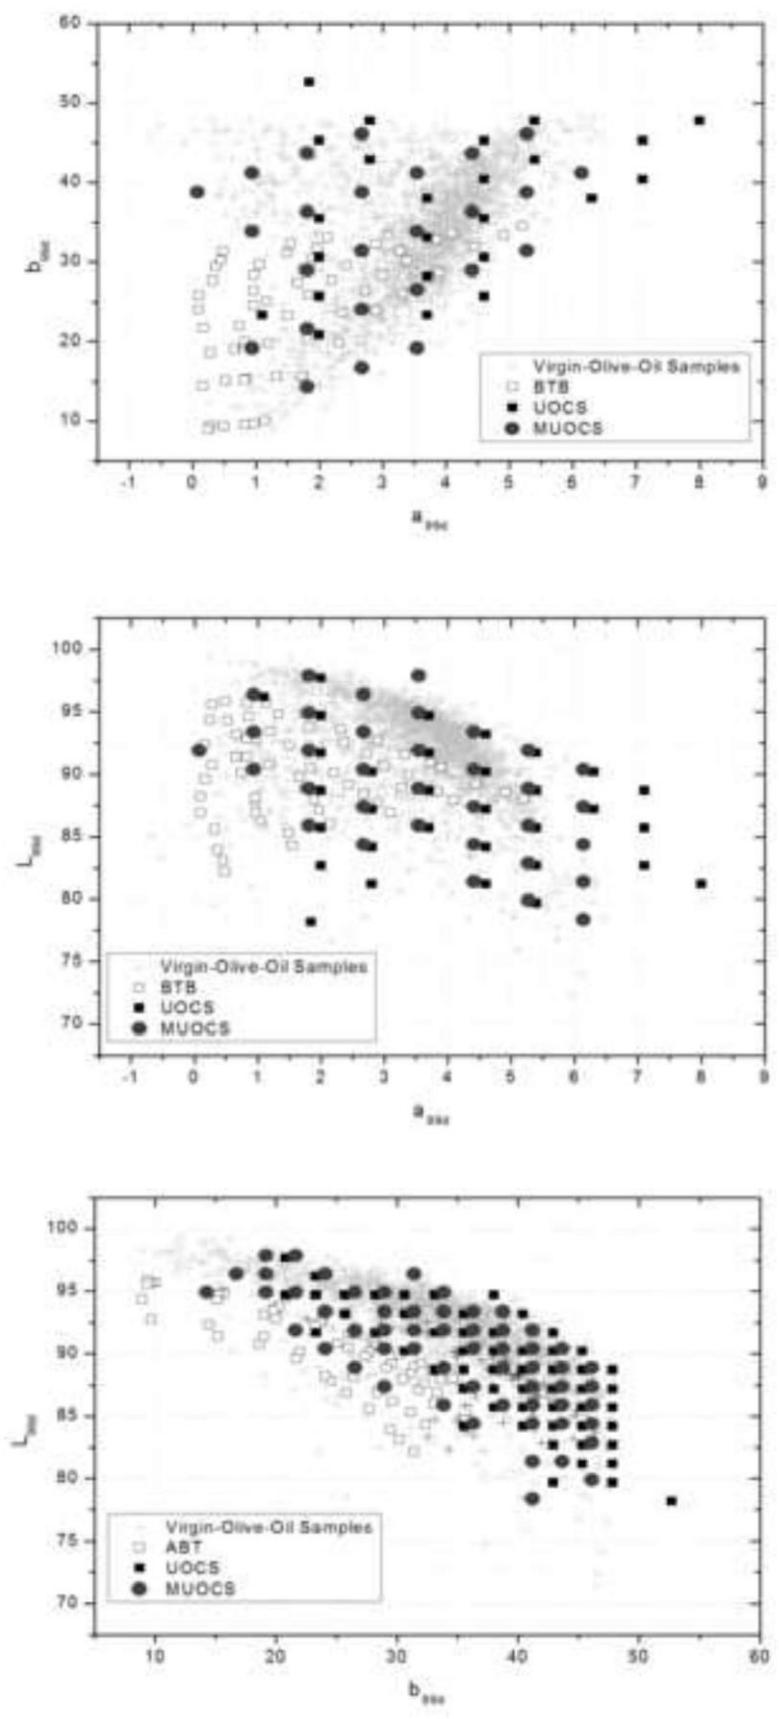 60
50
40
30
20
10
-1 0 1 2 3 4 5 6 7 8 9
Virgin-Olive-Oil Samples
BTB
UOCS
MUOCS
100
95
90
85
80
75
70
-1 0 1 2 3 4 5 6 7 8 9
Virgin-Olive-Oil Samples
BTB
UOCS
MUOCS
100
95
90
85
80
75
70
10 20 30 40 50 60
Virgin-Olive-Oil Samples
ABT
UOCS
MUOCS